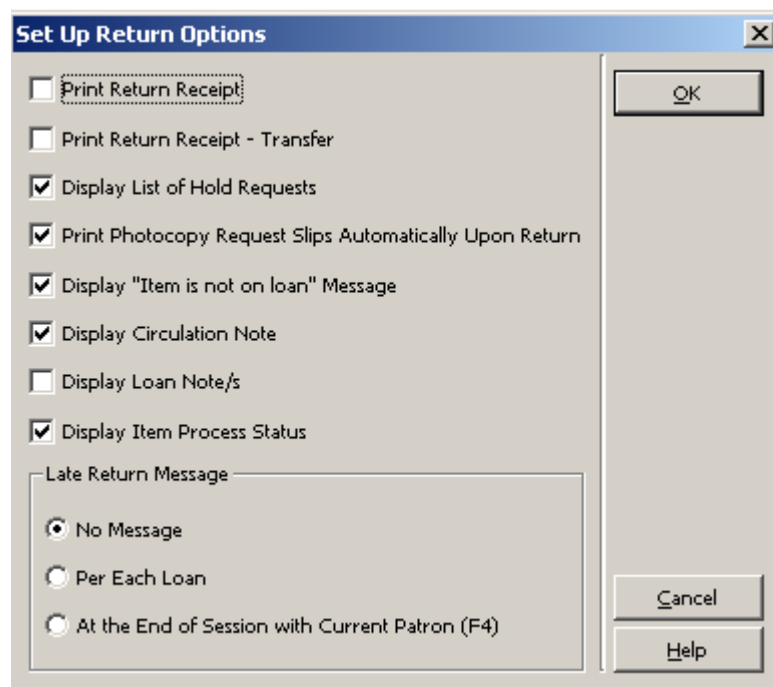 Set Up Return Options
Print Return Receipt
Print Return Receipt - Transfer
Display List of Hold Requests
Print Photocopy Request Slips Automatically Upon Return
Display "Item is not on loan" Message
Display Circulation Note
Display Loan Note/s
Display Item Process Status
Late Return Message
No Message
Per Each Loan
At the End of Session with Current Patron (F4)
OK
Cancel
Help